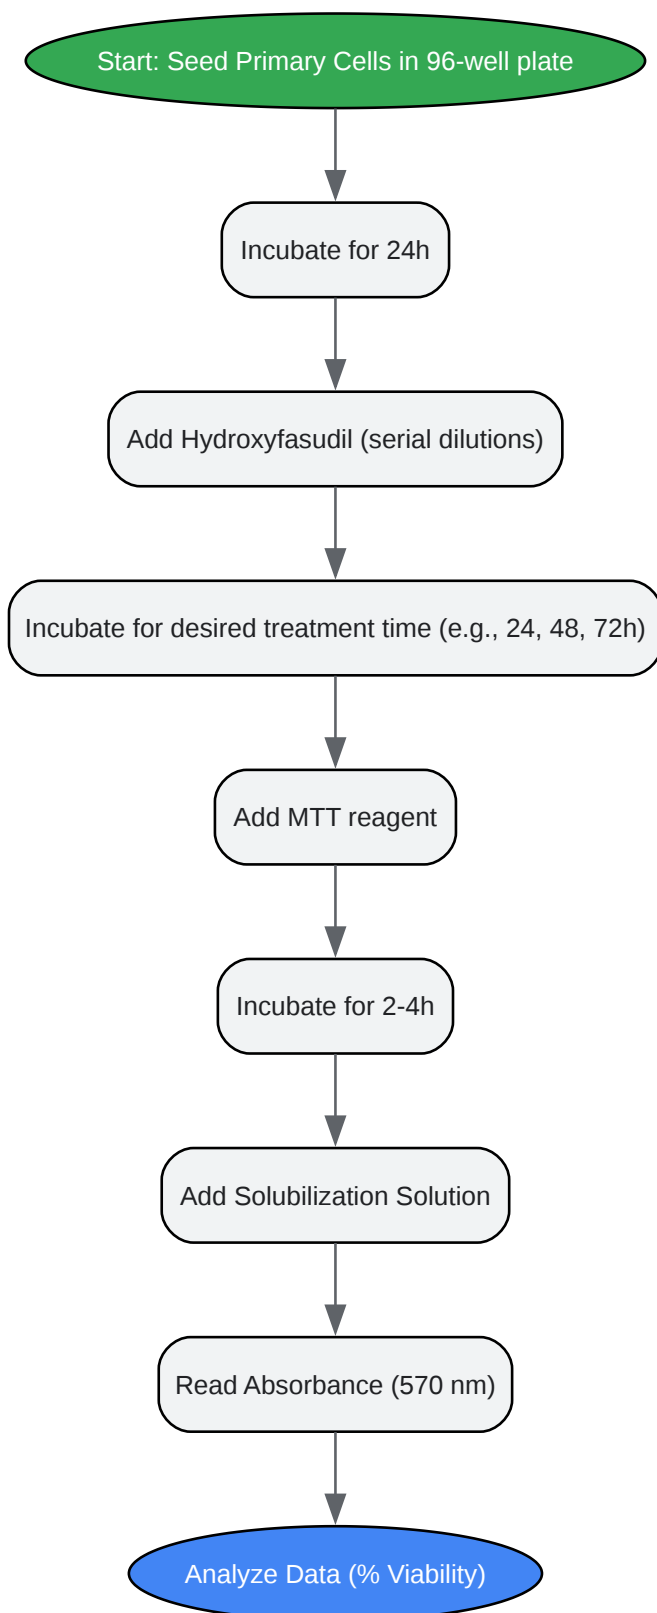 Start: Seed Primary Cells in 96-well plate
Incubate for 24h
Add Hydroxyfasudil (serial dilutions)
Incubate for desired treatment time (e.g., 24, 48, 72h)
Add MTT reagent
Incubate for 2-4h
Add Solubilization Solution
Read Absorbance (570 nm)
Analyze Data (% Viability)